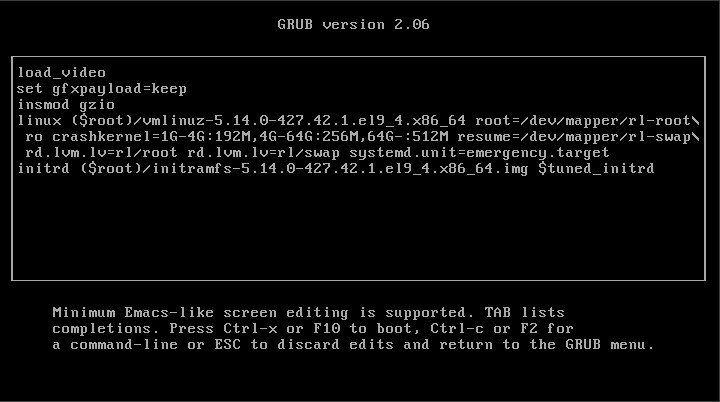 GRUB version 2.06
load_video
set gfxpayload=keep
insmod gzio
linux ($root)/vmlinuz-5.14.0-427.42.1.el9_4.x86_64 root=/dev/mapper/rl-root\
ro crashkernel=1G-4G:192M,4G-64G:256M,64G-:512M resume=/dev/mapper/rl-swap\
rd.lvm.lv=rl/root rd.lvm.lv=rl/swap systemd.unit=emergency.target
initrd ($root)/initramfs-5.14.0-427.42.1.el9_4.x86_64.img $tuned_initrd
Minimum Emacs-like screen editing is supported. TAB lists
completions. Press Ctrl-x or F10 to boot, Ctrl-c or F2 for
a command-line or ESC to discard edits and return to the GRUB menu.